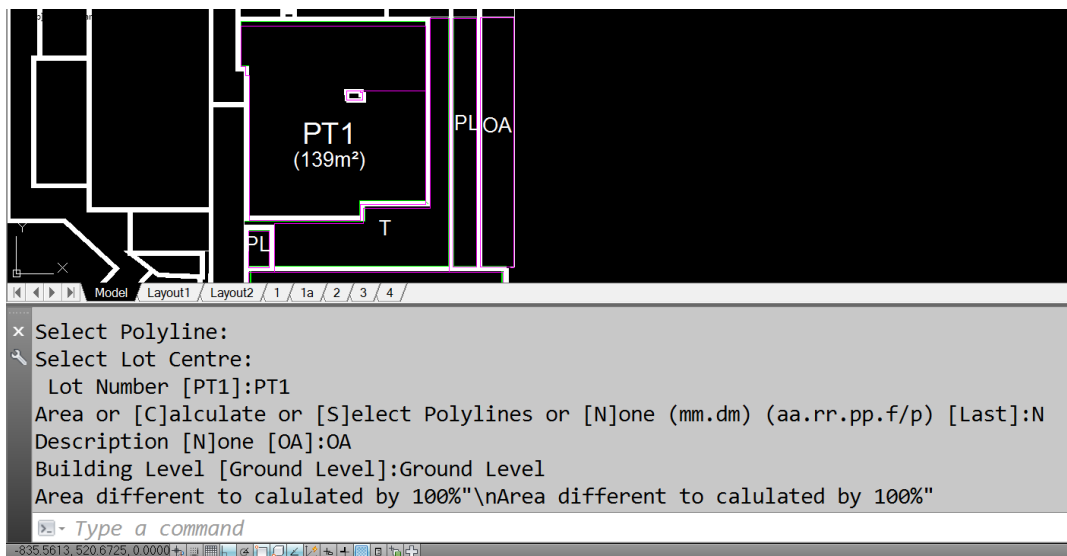 PT1
(139m²)
PL
OA
T
PL
Y
X
Model Layout1 Layout2 1 1a 2 3 4
Select Polyline:
Select Lot Centre:
Lot Number [PT1]:PT1
Area or [C]alculate or [S]elect Polylines or [N]one (mm.dm) (aa.rr.pp.f/p) [Last]:N
Description [N]one [OA]:OA
Building Level [Ground Level]:Ground Level
Area different to calulated by 100%"\nArea different to calulated by 100%"
Type a command
-835.5613, 520.6725, 0.0000